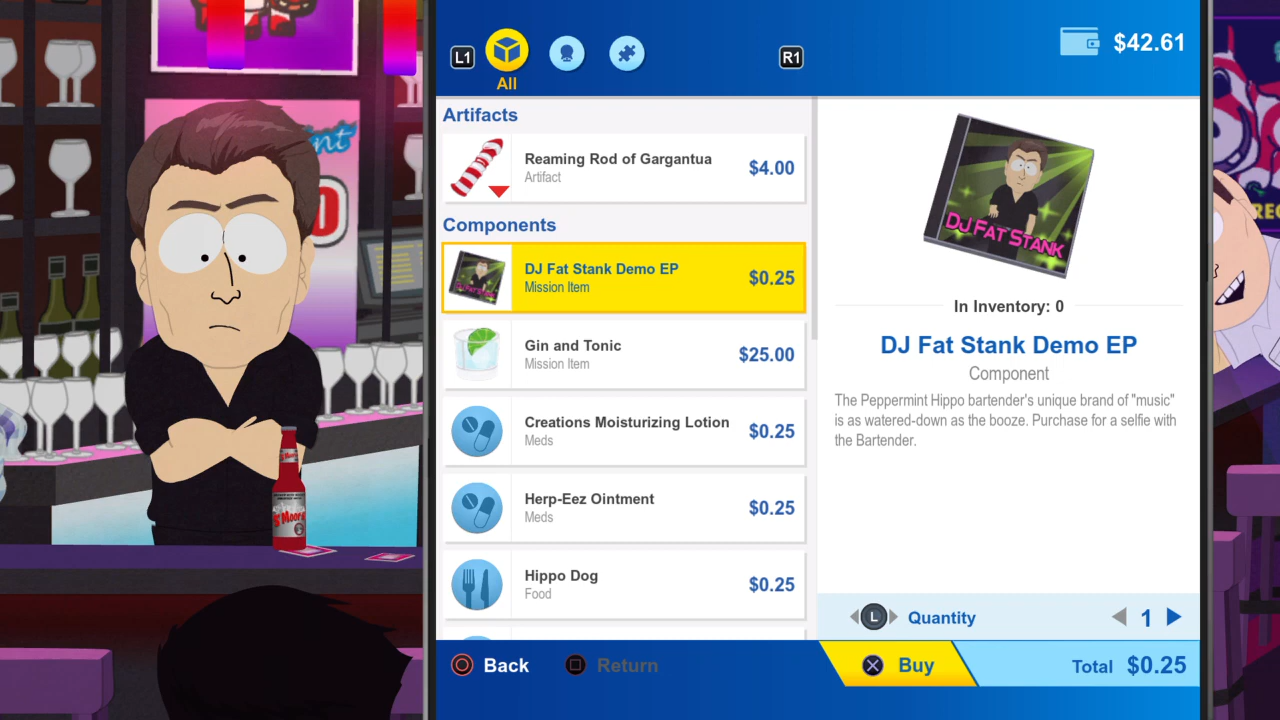 L1
All
R1
$42.61
Artifacts
Reaming Rod of Gargantua
Artifact
$4.00
Components
DJ Fat Stank Demo EP
Mission Item
$0.25
Gin and Tonic
Mission Item
$25.00
Creations Moisturizing Lotion
Meds
$0.25
Herp-Eez Ointment
Meds
$0.25
Hippo Dog
Food
$0.25
DJ FAT STANK
In Inventory: 0
DJ Fat Stank Demo EP
Component
The Peppermint Hippo bartender's unique brand of "music"
is as watered-down as the booze. Purchase for a selfie with
the Bartender.
L Quantity
1
Back
Return
Buy
Total $0.25